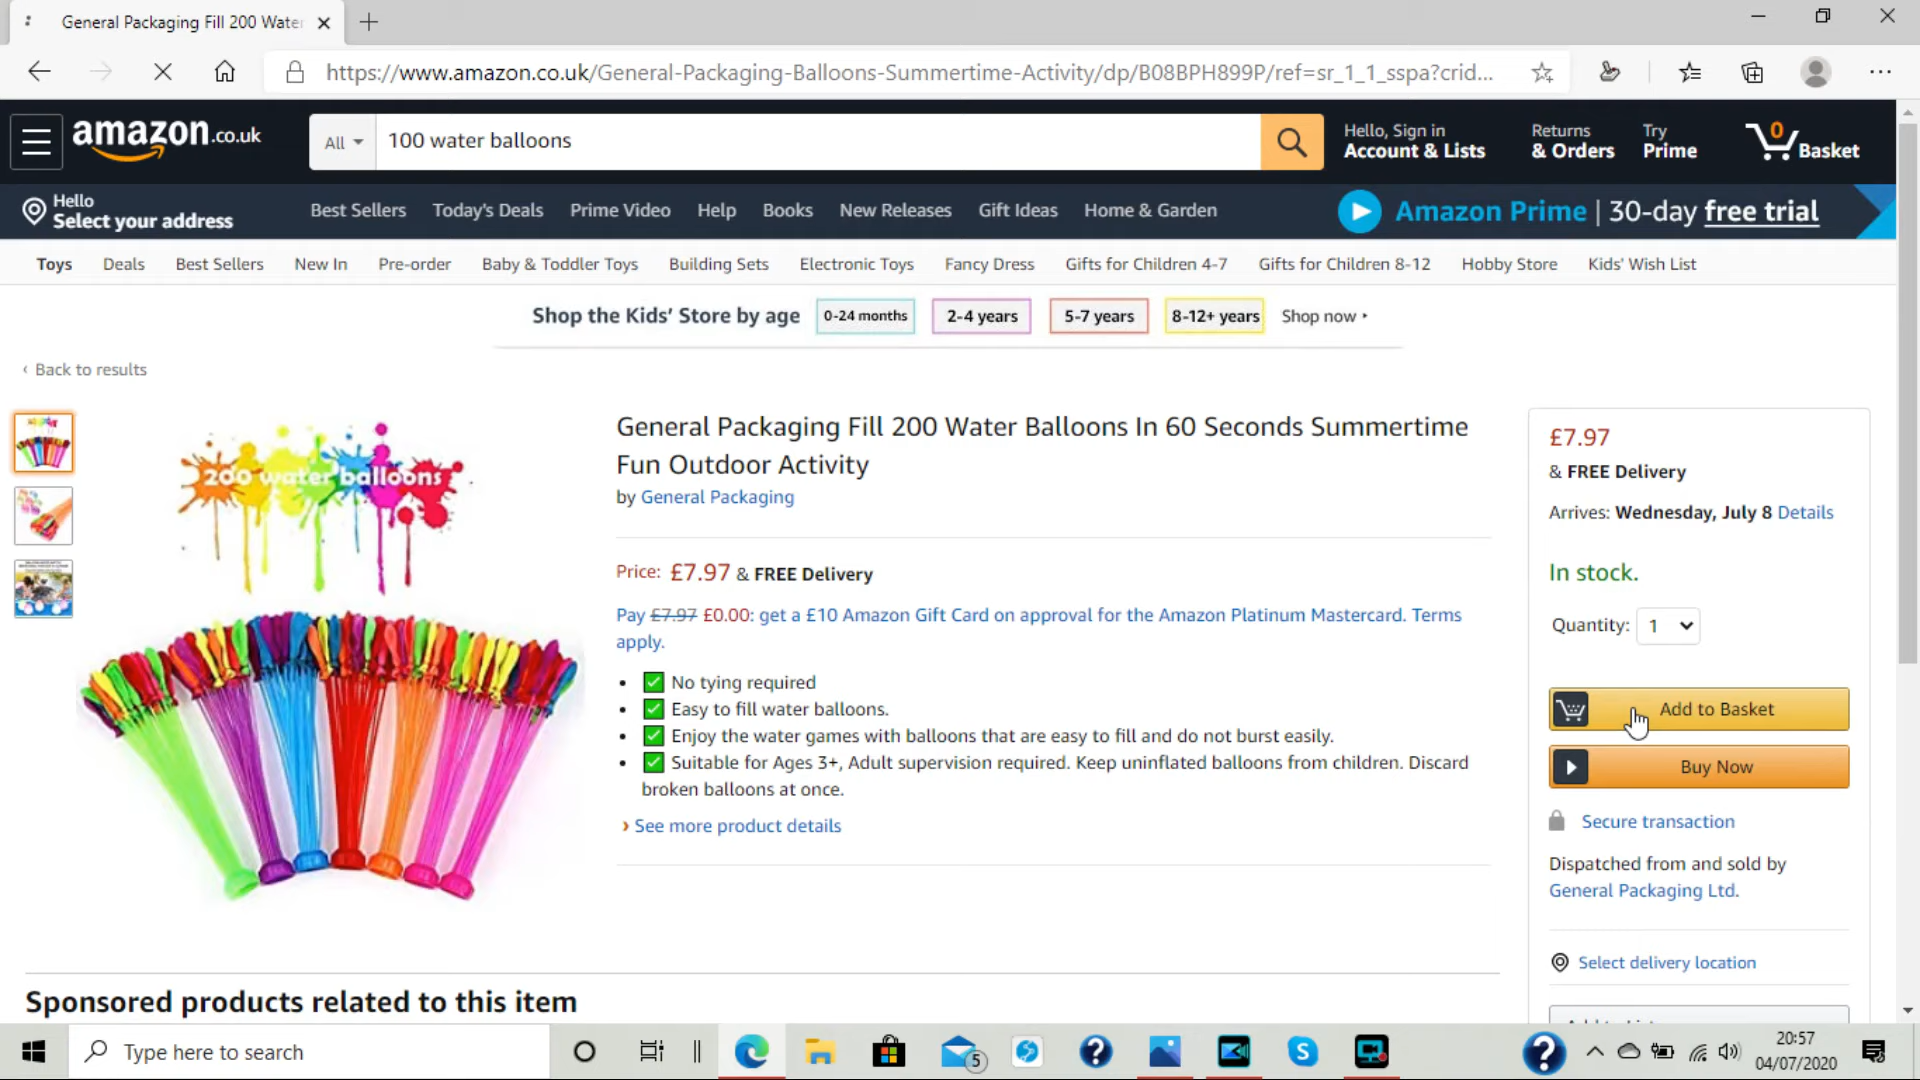 General Packaging Fill 200 Water
https://www.amazon.co.uk/General-Packaging-Balloons-Summertime-Activity/dp/B08BPH899P/ref=sr_1_1_sspa?crid...
amazon.co.uk
All
100 water balloons
Hello, Sign in
Account & Lists
Returns
& Orders
Try
Prime
0
Basket
Hello
Select your address
Best Sellers Today's Deals Prime Video Help Books New Releases Gift Ideas Home & Garden
Amazon Prime | 30-day free trial
Toys Deals Best Sellers New In Pre-order Baby & Toddler Toys Building Sets Electronic Toys Fancy Dress Gifts for Children 4-7 Gifts for Children 8-12 Hobby Store Kids' Wish List
Shop the Kids' Store by age 0-24 months 2-4 years 5-7 years 8-12+ years Shop now
‹ Back to results
200 water balloons
General Packaging Fill 200 Water Balloons In 60 Seconds Summertime
Fun Outdoor Activity
by General Packaging
Price: £7.97 & FREE Delivery
Pay £7.97 £0.00: get a £10 Amazon Gift Card on approval for the Amazon Platinum Mastercard. Terms
apply.
• ✅ No tying required
• ✅ Easy to fill water balloons.
• ✅ Enjoy the water games with balloons that are easy to fill and do not burst easily.
• ✅ Suitable for Ages 3+, Adult supervision required. Keep uninflated balloons from children. Discard
broken balloons at once.
› See more product details
£7.97
& FREE Delivery
Arrives: Wednesday, July 8 Details
In stock.
Quantity: 1
Add to Basket
Buy Now
Secure transaction
Dispatched from and sold by
General Packaging Ltd.
Select delivery location
Sponsored products related to this item
Type here to search
5
20:57
04/07/2020